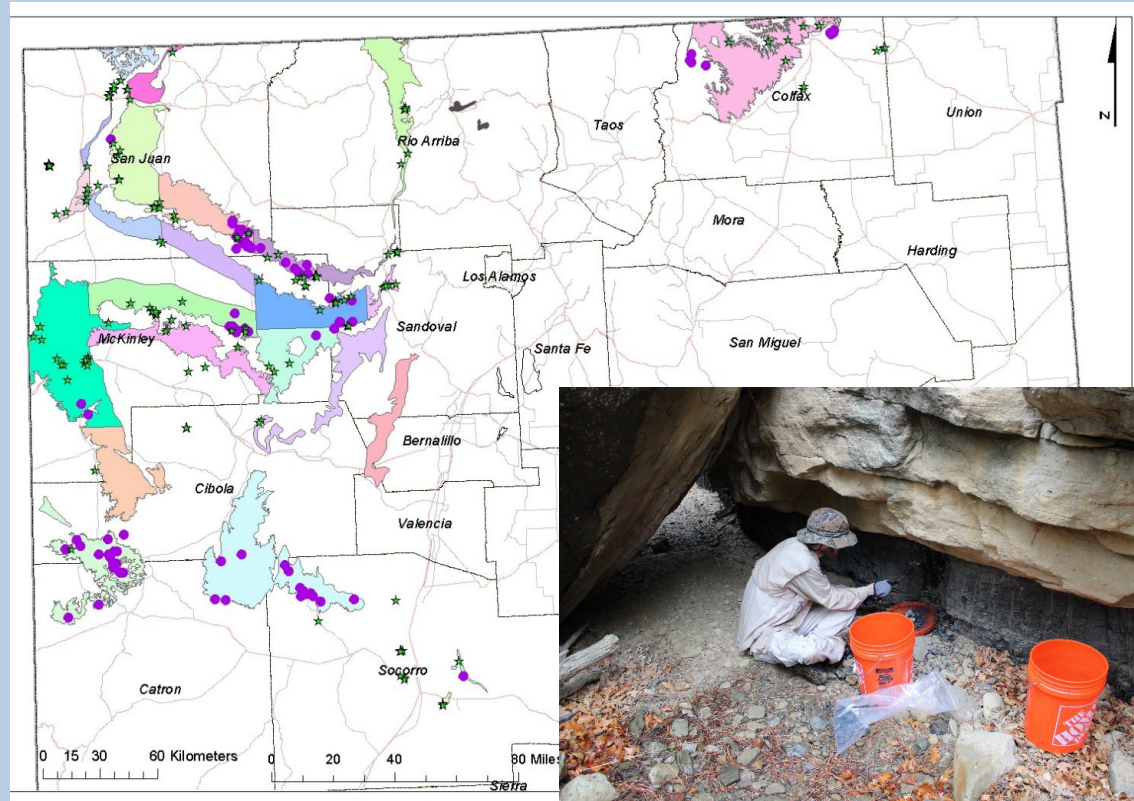 Colfax
Union
Taos
Rio Arriba
San Juan
Mora
Harding
Los Alamos
Sandoval
McKinley
Santa Fe
San Miguel
Bernalillo
Cibola
Valencia
Socorro
Catron
0 15 30 60 Kilometers
0 20 40 80 Miles
Sierra
N
THE
HOME